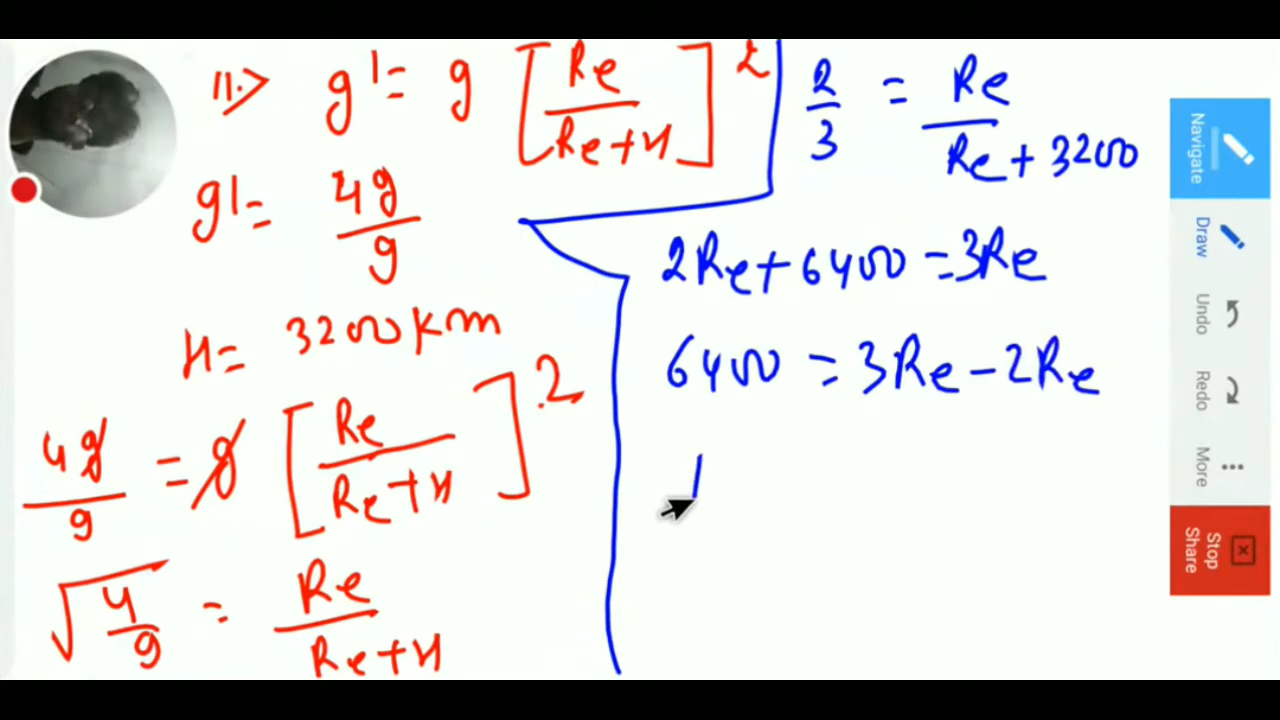 11.> g' = g [Re / Re+H]²
g' = 4g / 9
H = 3200 km
4g / 9 = g [Re / Re+H]²
√4/9 = Re / Re+H
2/3 = Re / Re + 3200
2Re + 6400 = 3Re
6400 = 3Re - 2Re
Navigate
Draw
Undo
Redo
More
Stop Share